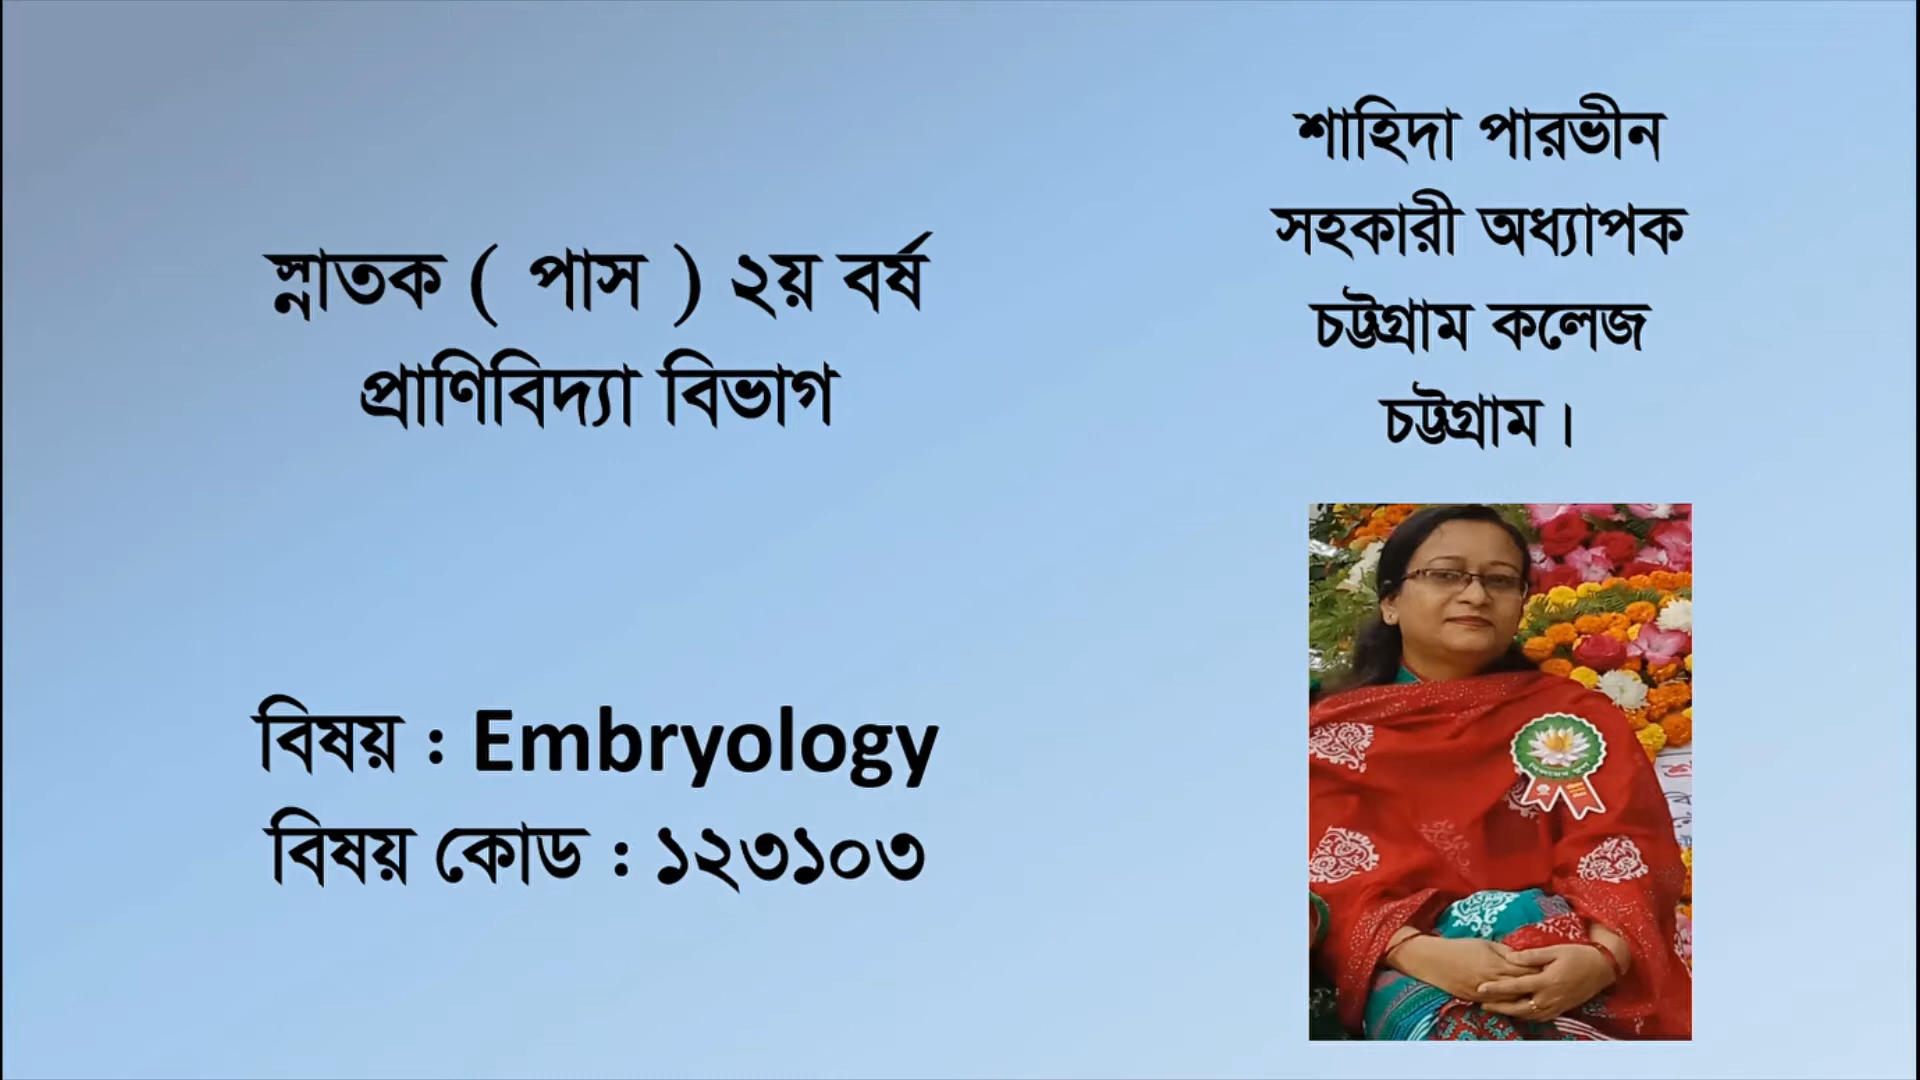 স্নাতক ( পাস ) ২য় বর্ষ
প্রাণিবিদ্যা বিভাগ
বিষয় : Embryology
বিষয় কোড : ১২৩১০৩
শাহিদা পারভীন
সহকারী অধ্যাপক
চট্টগ্রাম কলেজ
চট্টগ্রাম।